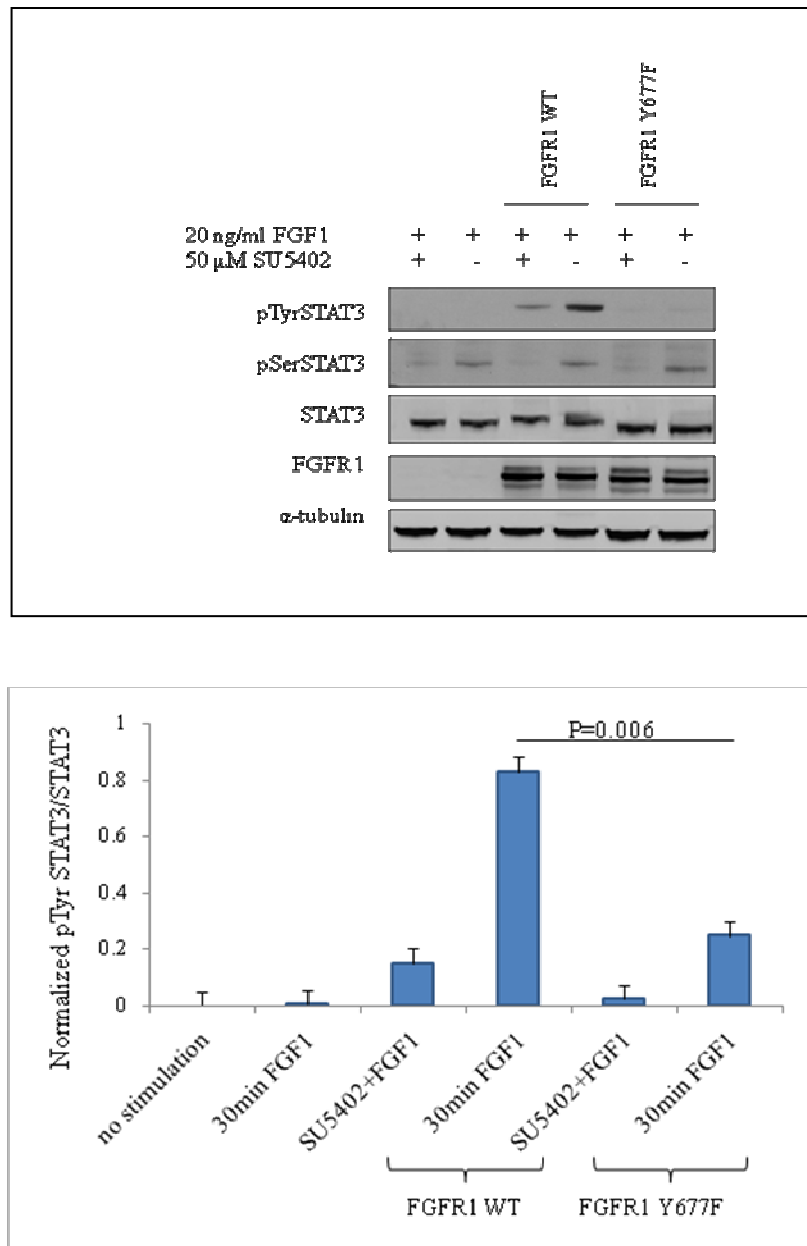 FGFR1 WT
FGFR1 Y677F
20 ng/ml FGF1 + + + + + +
50 µM SU5402 + - + - + -
pTyrSTAT3
pSerSTAT3
STAT3
FGFR1
α-tubulin
Normalized pTyr STAT3/STAT3
1
0.8
0.6
0.4
0.2
0
P=0.006
no stimulation
30min FGF1
SU5402+FGF1
30min FGF1
SU5402+FGF1
30min FGF1
FGFR1 WT
FGFR1 Y677F